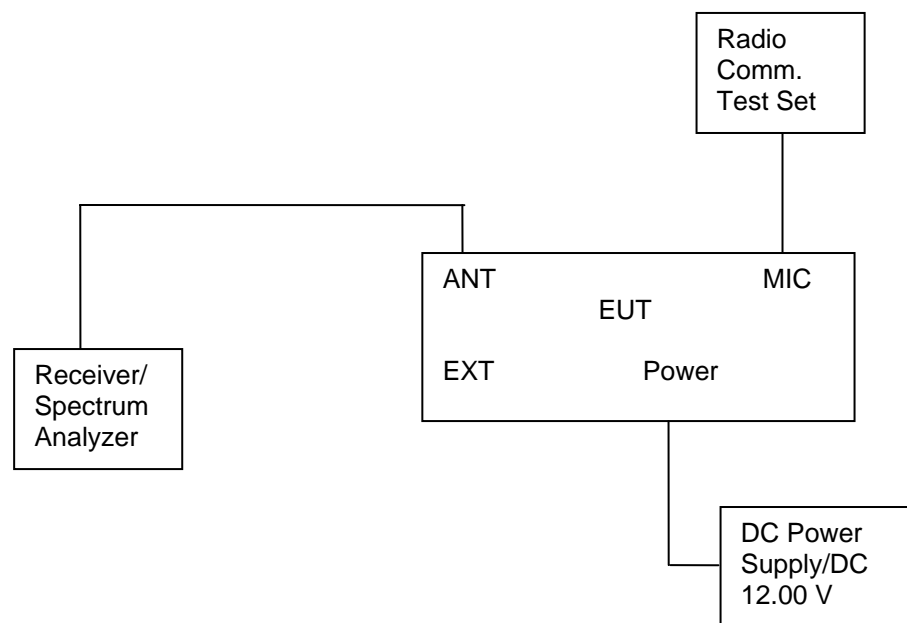 Radio
Comm.
Test Set
ANT
MIC
EUT
EXT
Power
Receiver/
Spectrum
Analyzer
DC Power
Supply/DC
12.00 V